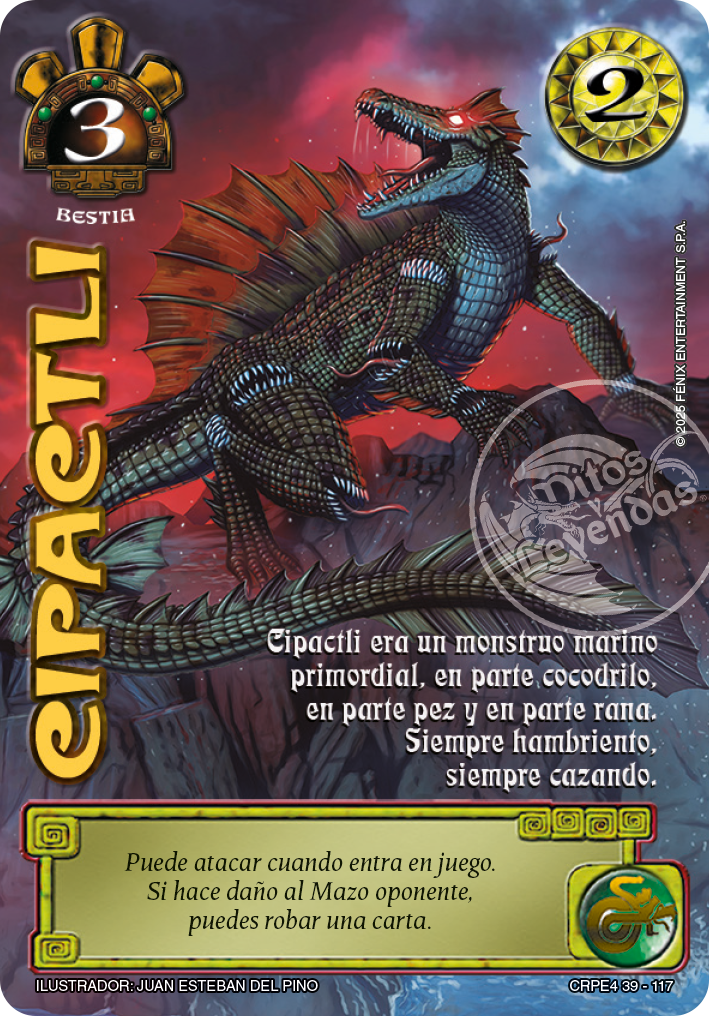 3
2
BESTIA
CIPACTLI
© 2025 FÉNIX ENTERTAINMENT S.P.A.
Mitos
y
Leyendas
®
Cipactli era un monstruo marino
primordial, en parte cocodrilo,
en parte pez y en parte rana.
Siempre hambriento,
siempre cazando.
Puede atacar cuando entra en juego.
Si hace daño al Mazo oponente,
puedes robar una carta.
ILUSTRADOR: JUAN ESTEBAN DEL PINO
CRPE4 39 - 117